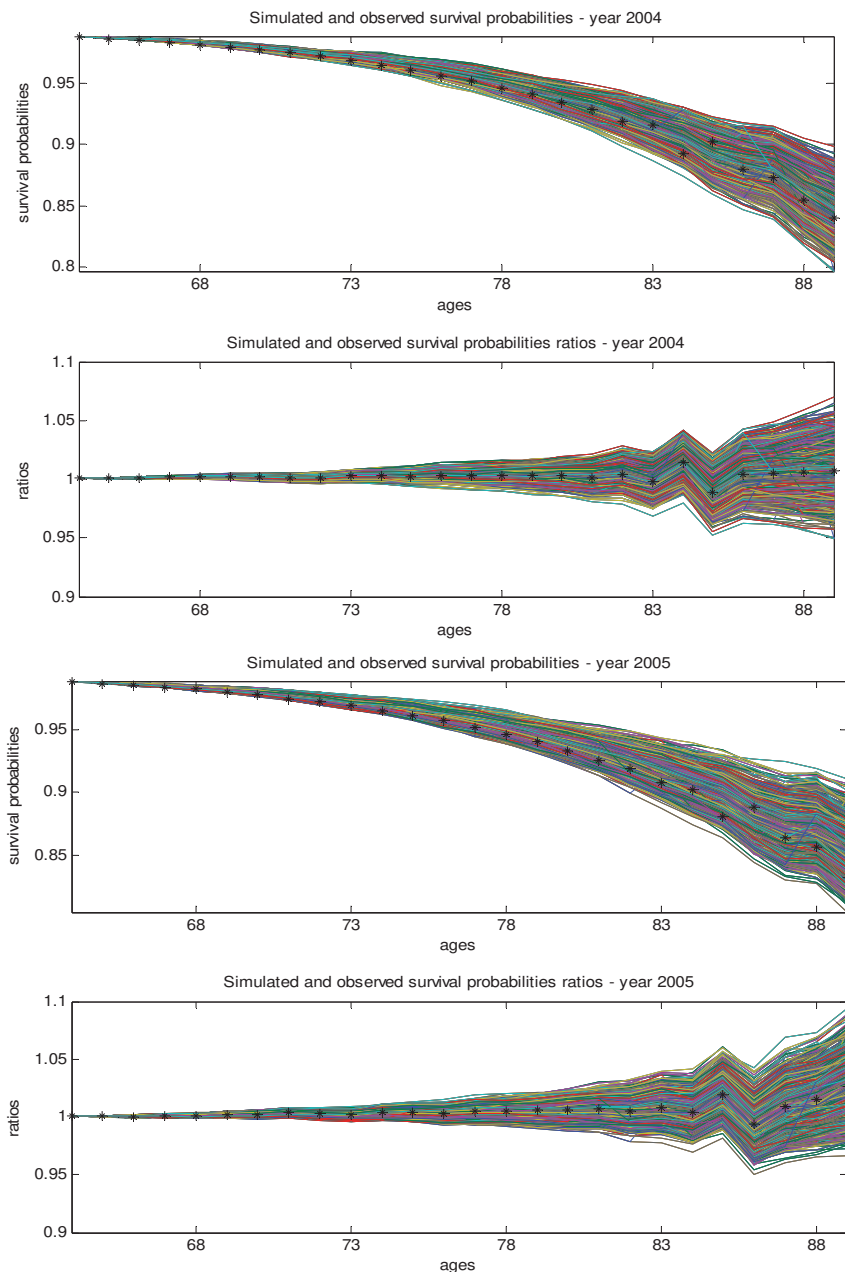 Simulated and observed survival probabilities - year 2004
0.95
0.9
0.85
0.8
survival probabilities
68 73 78 83 88
ages
Simulated and observed survival probabilities ratios - year 2004
1.1
1.05
1
0.95
0.9
ratios
68 73 78 83 88
ages
Simulated and observed survival probabilities - year 2005
0.95
0.9
0.85
survival probabilities
68 73 78 83 88
ages
Simulated and observed survival probabilities ratios - year 2005
1.1
1.05
1
0.95
0.9
ratios
68 73 78 83 88
ages